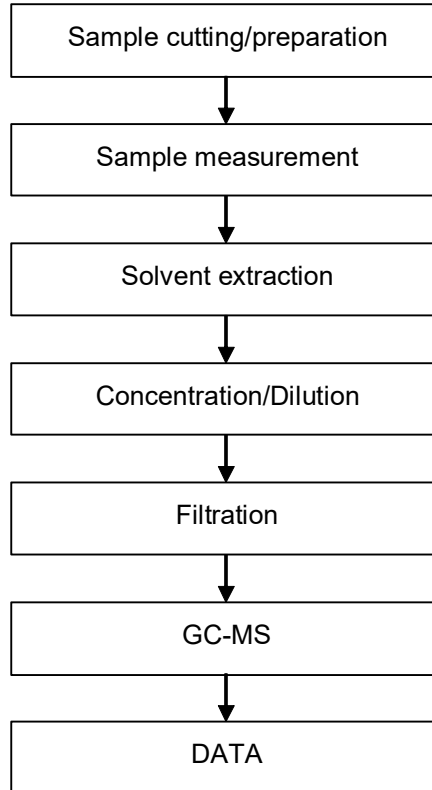 Sample cutting/preparation
Sample measurement
Solvent extraction
Concentration/Dilution
Filtration
GC-MS
DATA